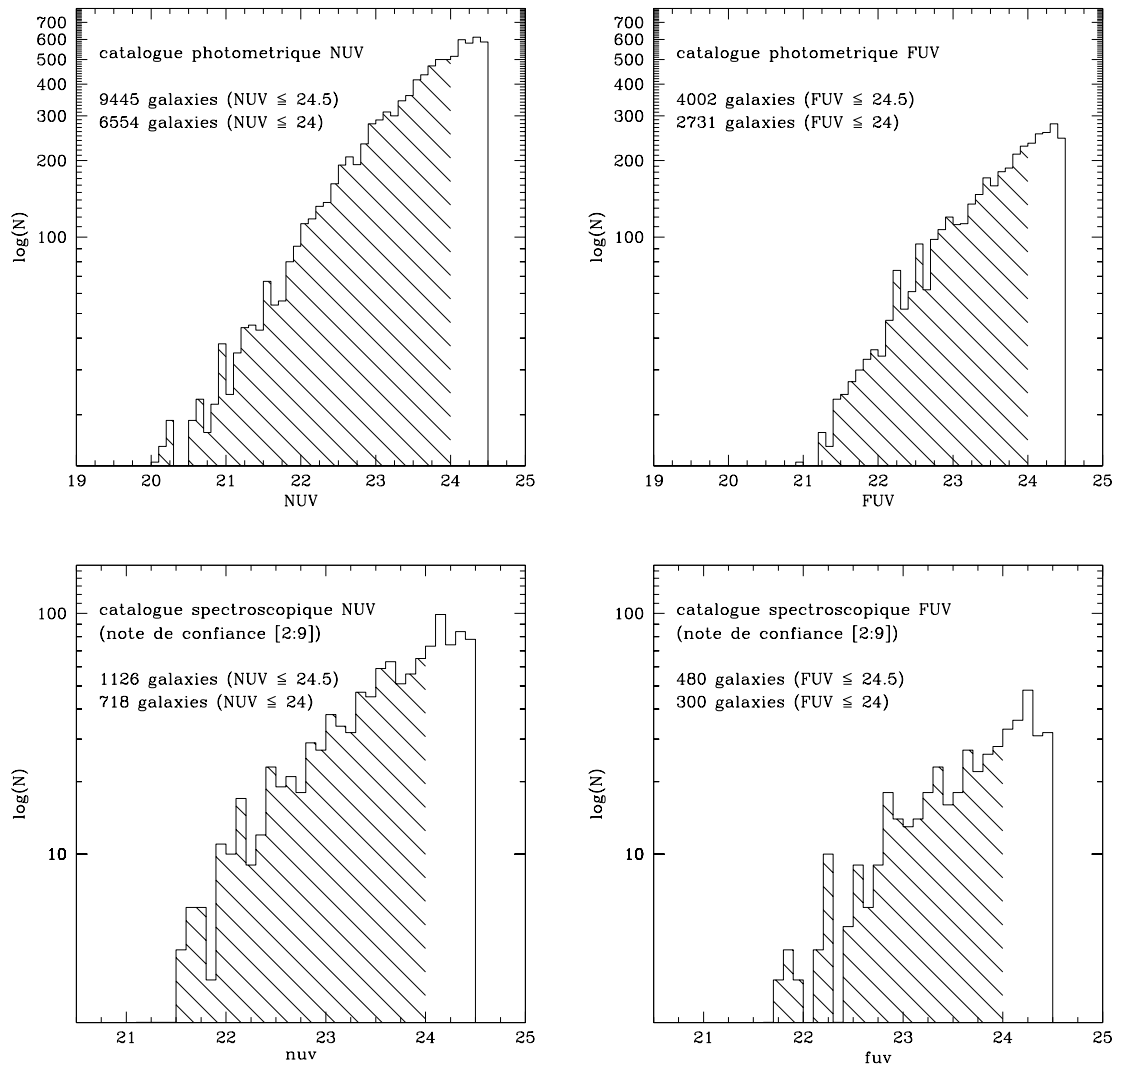 catalogue photometrique NUV
9445 galaxies (NUV ≦ 24.5)
6554 galaxies (NUV ≦ 24)
700
600
500
400
300
200
100
log(N)
19 20 21 22 23 24 25
NUV
catalogue photometrique FUV
4002 galaxies (FUV ≦ 24.5)
2731 galaxies (FUV ≦ 24)
700
600
500
400
300
200
100
log(N)
19 20 21 22 23 24 25
FUV
catalogue spectroscopique NUV
(note de confiance [2:9])
1126 galaxies (NUV ≦ 24.5)
718 galaxies (NUV ≦ 24)
100
10
log(N)
21 22 23 24 25
nuv
catalogue spectroscopique FUV
(note de confiance [2:9])
480 galaxies (FUV ≦ 24.5)
300 galaxies (FUV ≦ 24)
100
10
log(N)
21 22 23 24 25
fuv